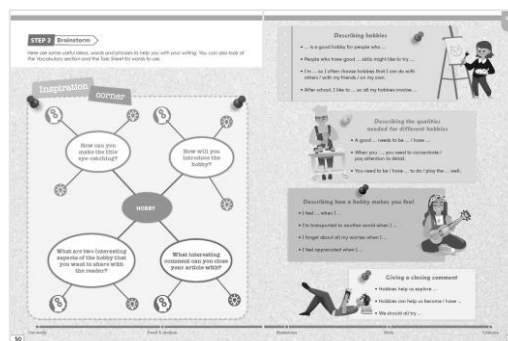 STEP 3 Brainstorm
Here are some useful ideas, words and phrases to help you with your writing. You can also look at
the Vocabulary section and the Text Sheet for words to use.
Inspiration
corner
How can you
make the title
eye-catching?
How will you
introduce the
hobby?
HOBBY
What are two interesting
aspects of the hobby that
you want to share with
the reader?
What interesting
comment can you close
your article with?
50
Describing hobbies
• ... is a good hobby for people who ...
• People who have good ... skills might like to try ...
• I'm ... so I often choose hobbies that I can do with
others / with my friends / on my own.
• After school, I like to ... so all my hobbies involve ...
Describing the qualities
needed for different hobbies
• A good ... needs to be ... / have ...
• When you ... you need to concentrate /
pay attention to detail.
• You need to be / have ... to do / play the ... well.
Describing how a hobby makes you feel
• I feel ... when I ...
• I'm transported to another world when I ...
• I forget about all my worries when I ...
• I feel appreciated when I ...
Giving a closing comment
• Hobbies help us explore ...
• Hobbies can help us become / have ...
• We should all try ...